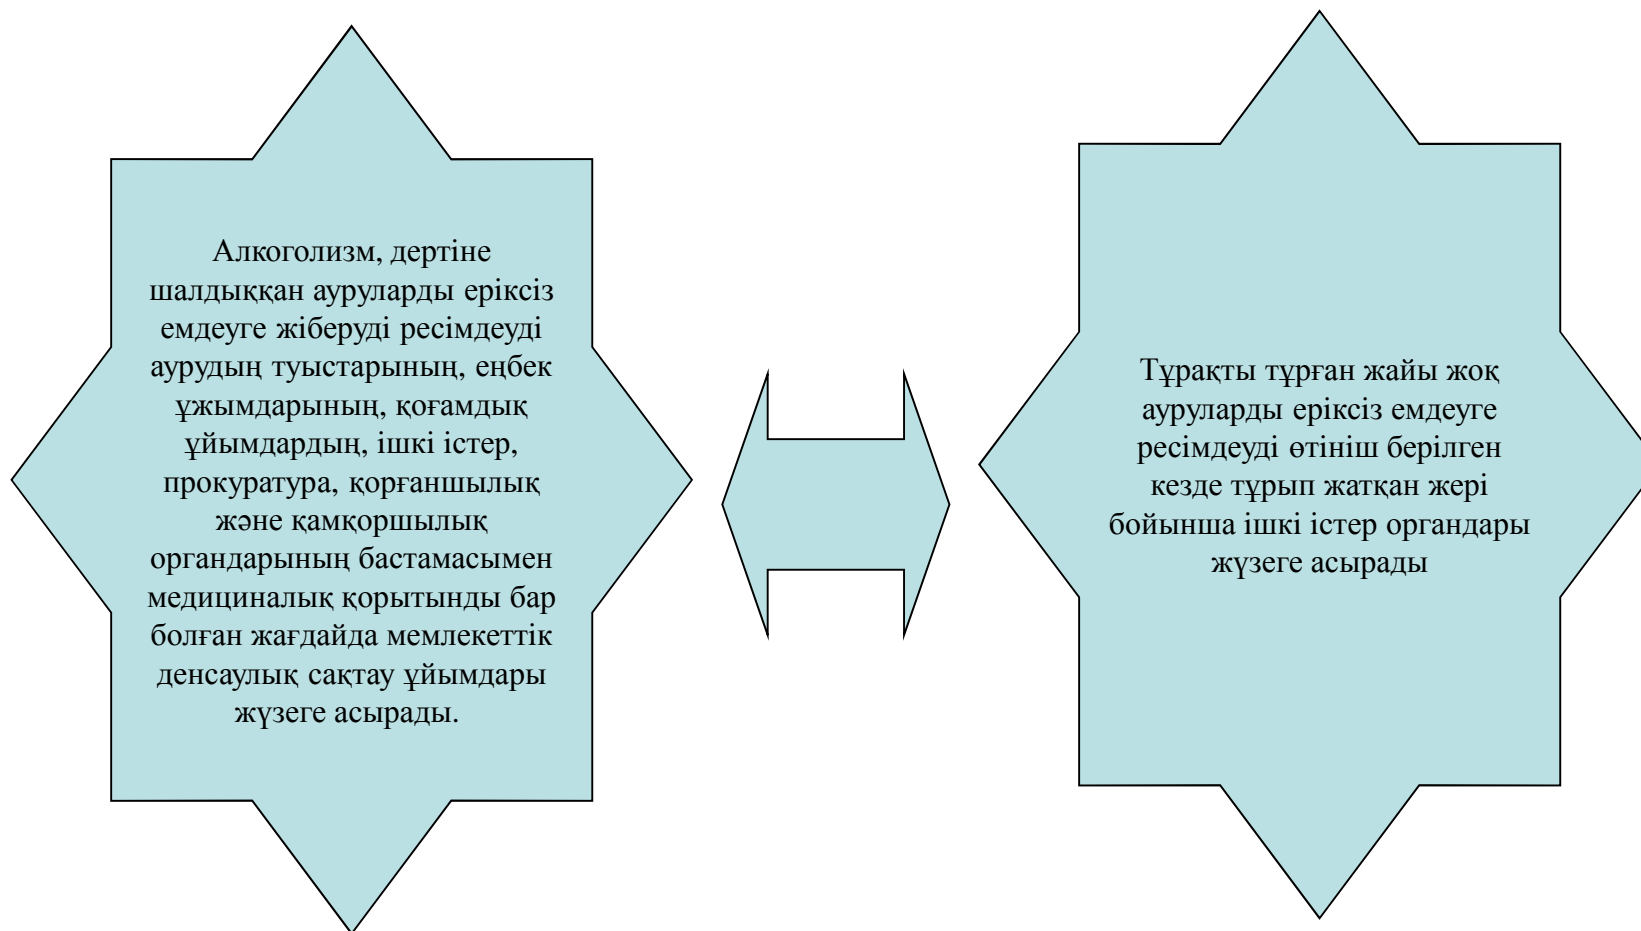 Алкоголизм, дертіне
шалдыққан ауруларды еріксіз
емдеуге жіберуді ресімдеуді
аурудың туыстарының, еңбек
ұжымдарының, қоғамдық
ұйымдардың, ішкі істер,
прокуратура, қорғаншылық
және қамқоршылық
органдарының бастамасымен
медициналық қорытынды бар
болған жағдайда мемлекеттік
денсаулық сақтау ұйымдары
жүзеге асырады.
Тұрақты тұрған жайы жоқ
ауруларды еріксіз емдеуге
ресімдеуді өтініш берілген
кезде тұрып жатқан жері
бойынша ішкі істер органдары
жүзеге асырады